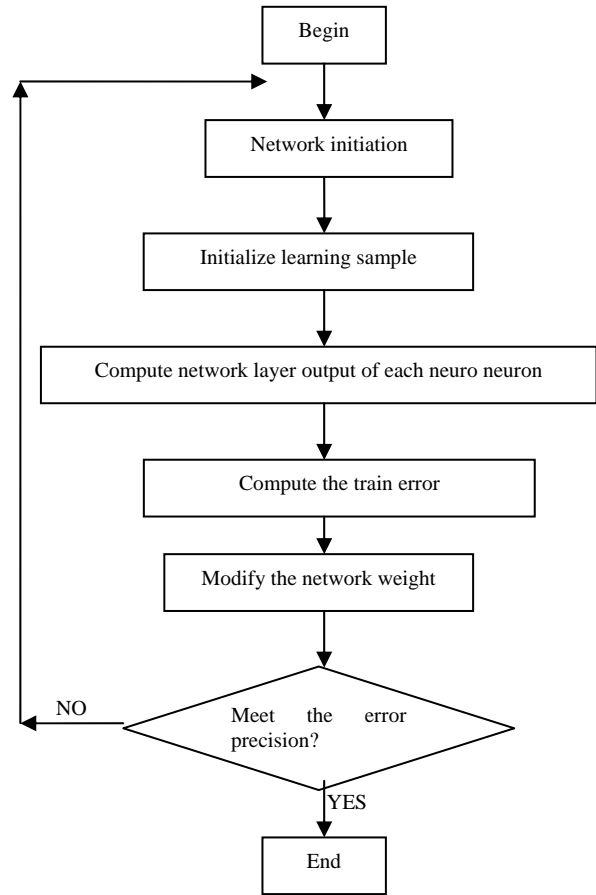 Begin
Network initiation
Initialize learning sample
Compute network layer output of each neuro neuron
Compute the train error
Modify the network weight
NO
Meet the error
precision?
YES
End